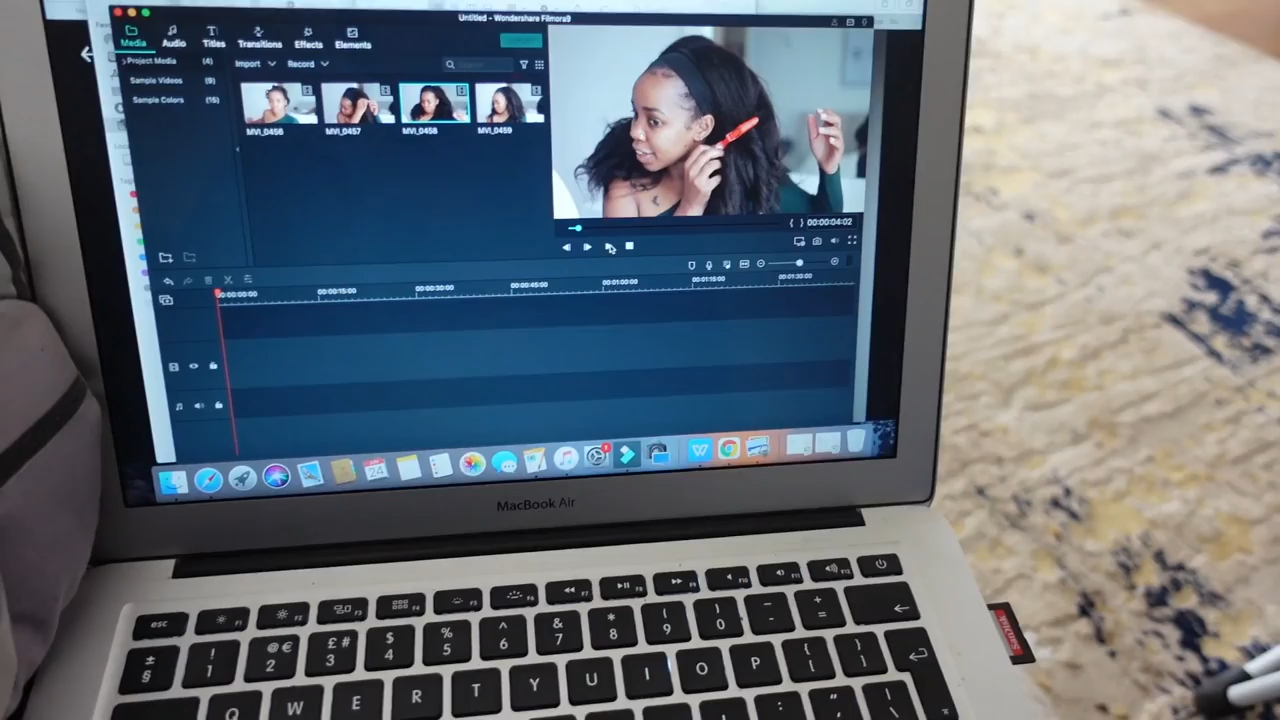 Untitled - Wondershare Filmora9
Media Audio Titles Transitions Effects Elements
Project Media (4)
Import Record Search
Sample Videos (9)
Sample Colors (15)
MVI_0456 MVI_0457 MVI_0458 MVI_0459
00:00:04:02
00:00:00:00 00:00:15:00 00:00:30:00 00:00:45:00 00:01:00:00 00:01:15:00 00:01:30:00
24
MacBook Air
esc F1 F2 F3 F4 F5 F6 F7 F8 F9 F10 F11 F12
± § ! 1 @ € 2 £ # 3 $ 4 % 5 ^ 6 & 7 * 8 ( 9 ) 0 _ - + =
Q W E R T Y U I O P { [ } ]
SanDisk